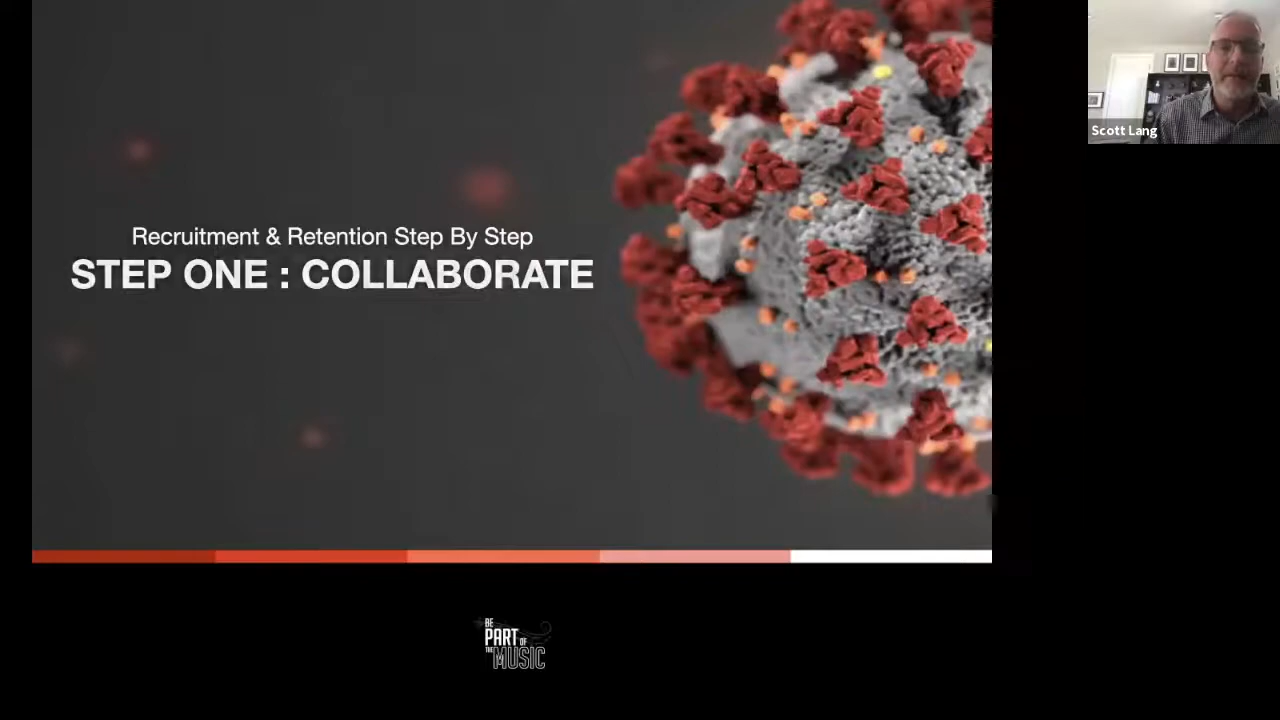 Recruitment & Retention Step By Step
STEP ONE : COLLABORATE
Scott Lang
BE
PART OF
THE MUSIC